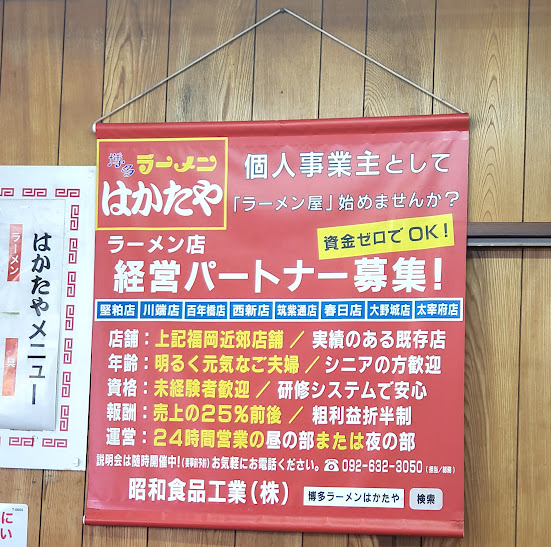 博多ラーメン
はかたや
個人事業主として
「ラーメン屋」始めませんか?
資金ゼロでOK!
ラーメン店
経営パートナー募集!
堅粕店 川端店 百年橋店 西新店 筑紫通店 春日店 大野城店 太宰府店
店舗:上記福岡近郊店舗 / 実績のある既存店
年齢:明るく元気なご夫婦 / シニアの方歓迎
資格:未経験者歓迎 / 研修システムで安心
報酬:売上の25%前後 / 粗利益折半制
運営:24時間営業の昼の部または夜の部
説明会は随時開催中!(要事前予約)お気軽にお電話ください。☎092-632-3050
昭和食品工業(株)
博多ラーメンはかたや 検索
はかたやメニュー
ラーメン
に
い